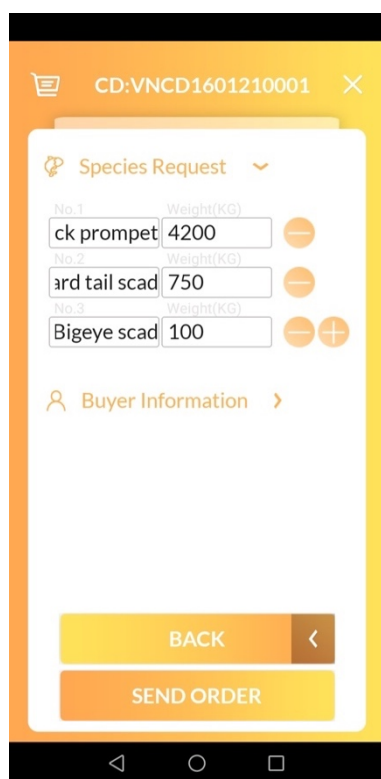 CD:VNCD1601210001
Species Request
No.1 Weight(KG)
ck prompet 4200
No.2 Weight(KG)
ard tail scad 750
No.3 Weight(KG)
Bigeye scad 100
Buyer Information
BACK
SEND ORDER